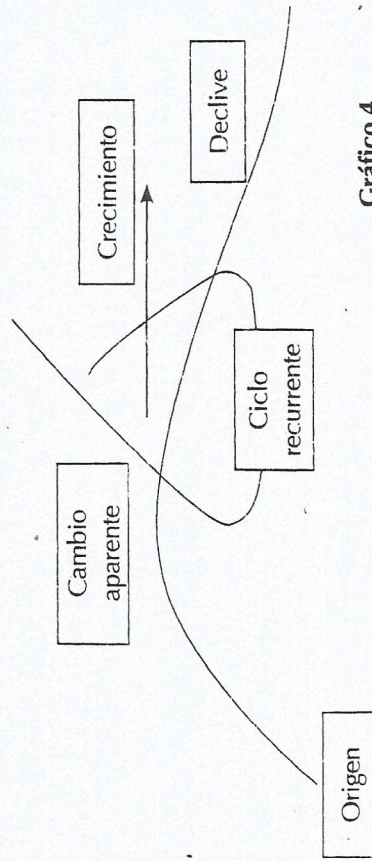 Crecimiento
Cambio
aparente
Declive
Ciclo
recurrente
Origen
Gráfico 4